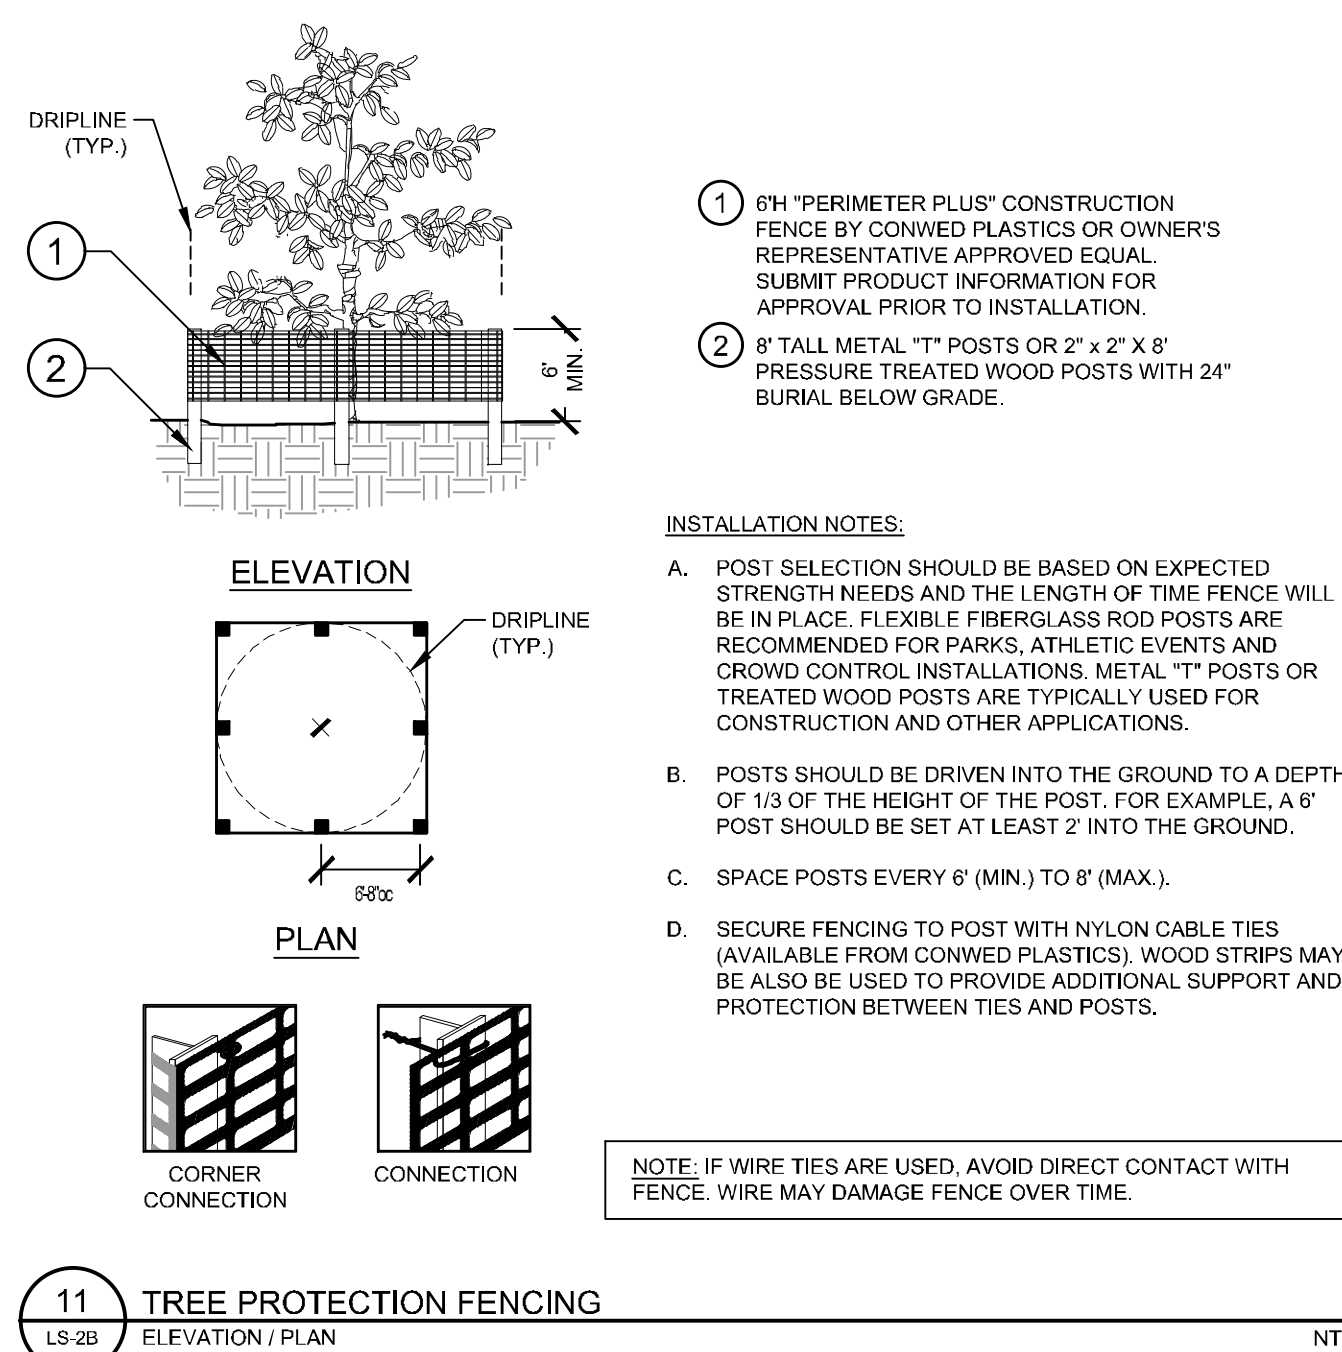 DRIPLINE
(TYP.)
1
2
6'
MIN.
1 6'H "PERIMETER PLUS" CONSTRUCTION
FENCE BY CONWED PLASTICS OR OWNER'S
REPRESENTATIVE APPROVED EQUAL.
SUBMIT PRODUCT INFORMATION FOR
APPROVAL PRIOR TO INSTALLATION.
2 8' TALL METAL "T" POSTS OR 2" x 2" X 8'
PRESSURE TREATED WOOD POSTS WITH 24"
BURIAL BELOW GRADE.
ELEVATION
DRIPLINE
(TYP.)
6'-8"oc
PLAN
INSTALLATION NOTES:
A. POST SELECTION SHOULD BE BASED ON EXPECTED
STRENGTH NEEDS AND THE LENGTH OF TIME FENCE WILL
BE IN PLACE. FLEXIBLE FIBERGLASS ROD POSTS ARE
RECOMMENDED FOR PARKS, ATHLETIC EVENTS AND
CROWD CONTROL INSTALLATIONS. METAL "T" POSTS OR
TREATED WOOD POSTS ARE TYPICALLY USED FOR
CONSTRUCTION AND OTHER APPLICATIONS.
B. POSTS SHOULD BE DRIVEN INTO THE GROUND TO A DEPTH
OF 1/3 OF THE HEIGHT OF THE POST. FOR EXAMPLE, A 6'
POST SHOULD BE SET AT LEAST 2' INTO THE GROUND.
C. SPACE POSTS EVERY 6' (MIN.) TO 8' (MAX.).
D. SECURE FENCING TO POST WITH NYLON CABLE TIES
(AVAILABLE FROM CONWED PLASTICS). WOOD STRIPS MAY
BE ALSO BE USED TO PROVIDE ADDITIONAL SUPPORT AND
PROTECTION BETWEEN TIES AND POSTS.
CORNER
CONNECTION
CONNECTION
NOTE: IF WIRE TIES ARE USED, AVOID DIRECT CONTACT WITH
FENCE. WIRE MAY DAMAGE FENCE OVER TIME.
11
LS-2B
TREE PROTECTION FENCING
ELEVATION / PLAN
NT